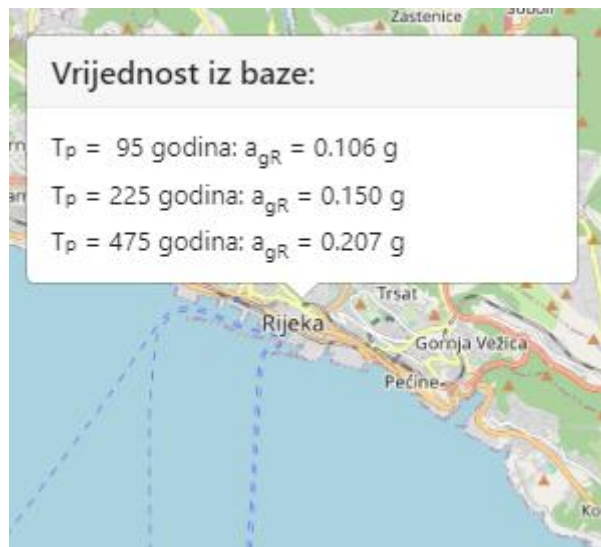 Zastenice
Vrijednost iz baze:
Tp = 95 godina: agR = 0.106 g
Tp = 225 godina: agR = 0.150 g
Tp = 475 godina: agR = 0.207 g
Trsat
Rijeka
Gornja Vežica
Pećine